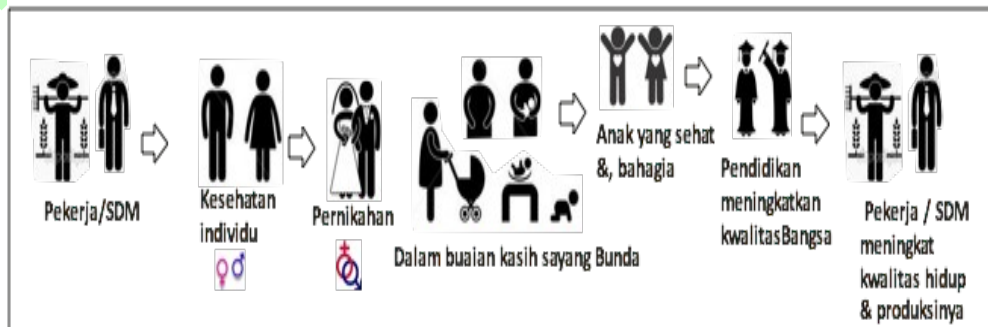 Pekerja/SDM
Kesehatan
individu
Pernikahan
Dalam buaian kasih sayang Bunda
Anak yang sehat
&, bahagia
Pendidikan
meningkatkan
kwalitasBangsa
Pekerja / SDM
meningkat
kwalitas hidup
& produksinya